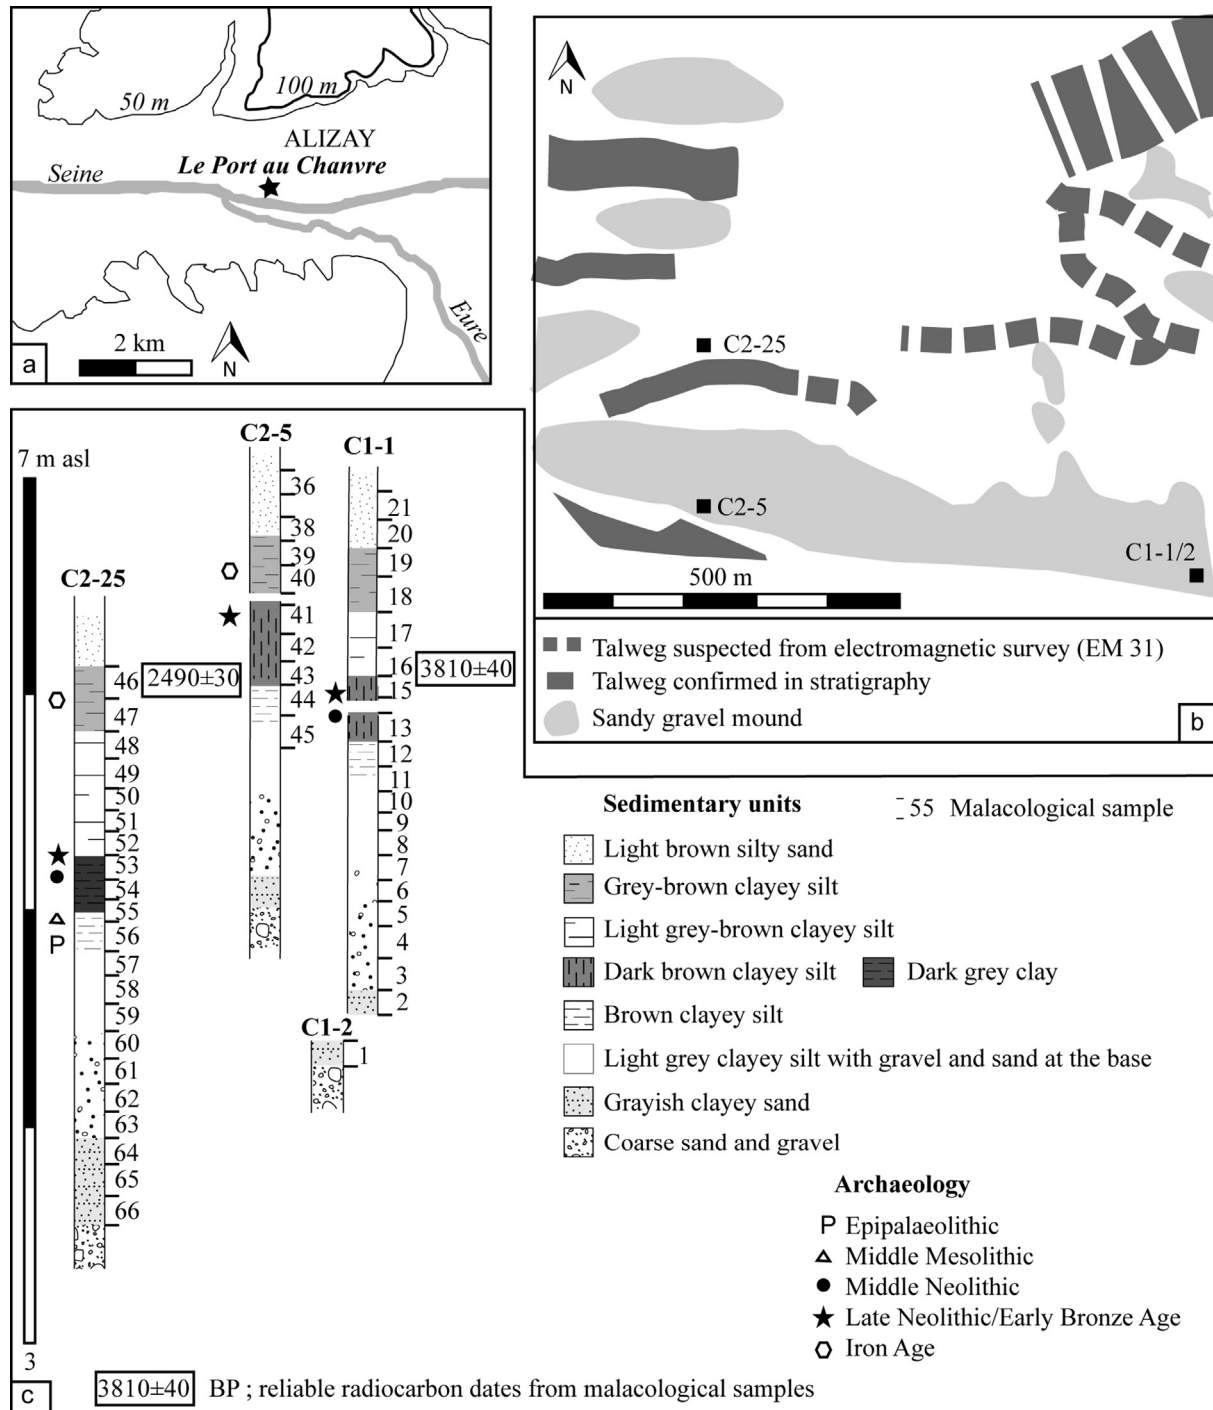 50 m
100 m
ALIZAY
Le Port au Chanvre
Seine
Eure
2 km
N
a
N
C2-25
C2-5
C1-1/2
500 m
Talweg suspected from electromagnetic survey (EM 31)
Talweg confirmed in stratigraphy
Sandy gravel mound
b
7 m asl
C2-25
46
47
48
49
50
51
52
53
54
55
56
57
58
59
60
61
62
63
64
65
66
P
2490±30
C2-5
36
38
39
40
41
42
43
44
45
C1-1
21
20
19
18
17
16
15
13
12
11
10
9
8
7
6
5
4
3
2
3810±40
C1-2
1
3
c
3810±40 BP ; reliable radiocarbon dates from malacological samples
Sedimentary units
55 Malacological sample
Light brown silty sand
Grey-brown clayey silt
Light grey-brown clayey silt
Dark brown clayey silt
Dark grey clay
Brown clayey silt
Light grey clayey silt with gravel and sand at the base
Grayish clayey sand
Coarse sand and gravel
Archaeology
P Epipalaeolithic
Middle Mesolithic
Middle Neolithic
Late Neolithic/Early Bronze Age
Iron Age